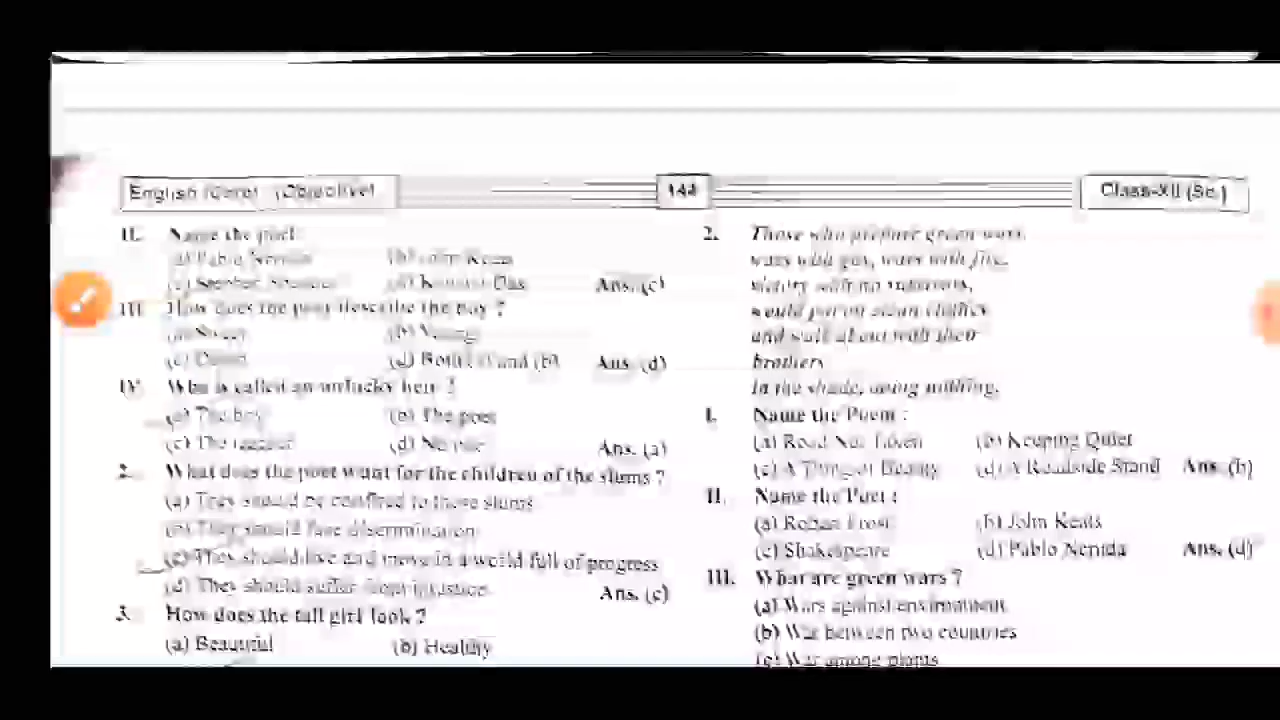 English (Core) (Objective)
144
Class-XII (Sc.)
II. Name the poet
(a) Pablo Neruda (b) John Keats
(c) Stephen Spender (d) Kamala Das Ans. (c)
III. How does the poet describe the boy ?
(b) Young
(d) Both (a) and (b) Ans. (d)
IV. Who is called an unlucky heir ?
(a) The boy (b) The poet
(c) The (d) No one Ans. (a)
2. What does the poet want for the children of the slums ?
(a) They should be confined to those slums
(b) They should face discrimination
(c) They should live and move in a world full of progress
(d) They should suffer from injustice Ans. (c)
3. How does the tall girl look ?
(a) Beautiful (b) Healthy
2. Those who prepare green wars,
wars with gas, wars with fire,
victory with no survivors,
would put on clean clothes
and walk about with their
brothers
in the shade, doing nothing.
I. Name the Poem :
(a) Road Not Taken (b) Keeping Quiet
(c) A Thing of Beauty (d) A Roadside Stand Ans. (b)
II. Name the Poet :
(a) Robert Frost (b) John Keats
(c) Shakespeare (d) Pablo Neruda Ans. (d)
III. What are green wars ?
(a) Wars against environment
(b) War between two countries
(c) War among plants